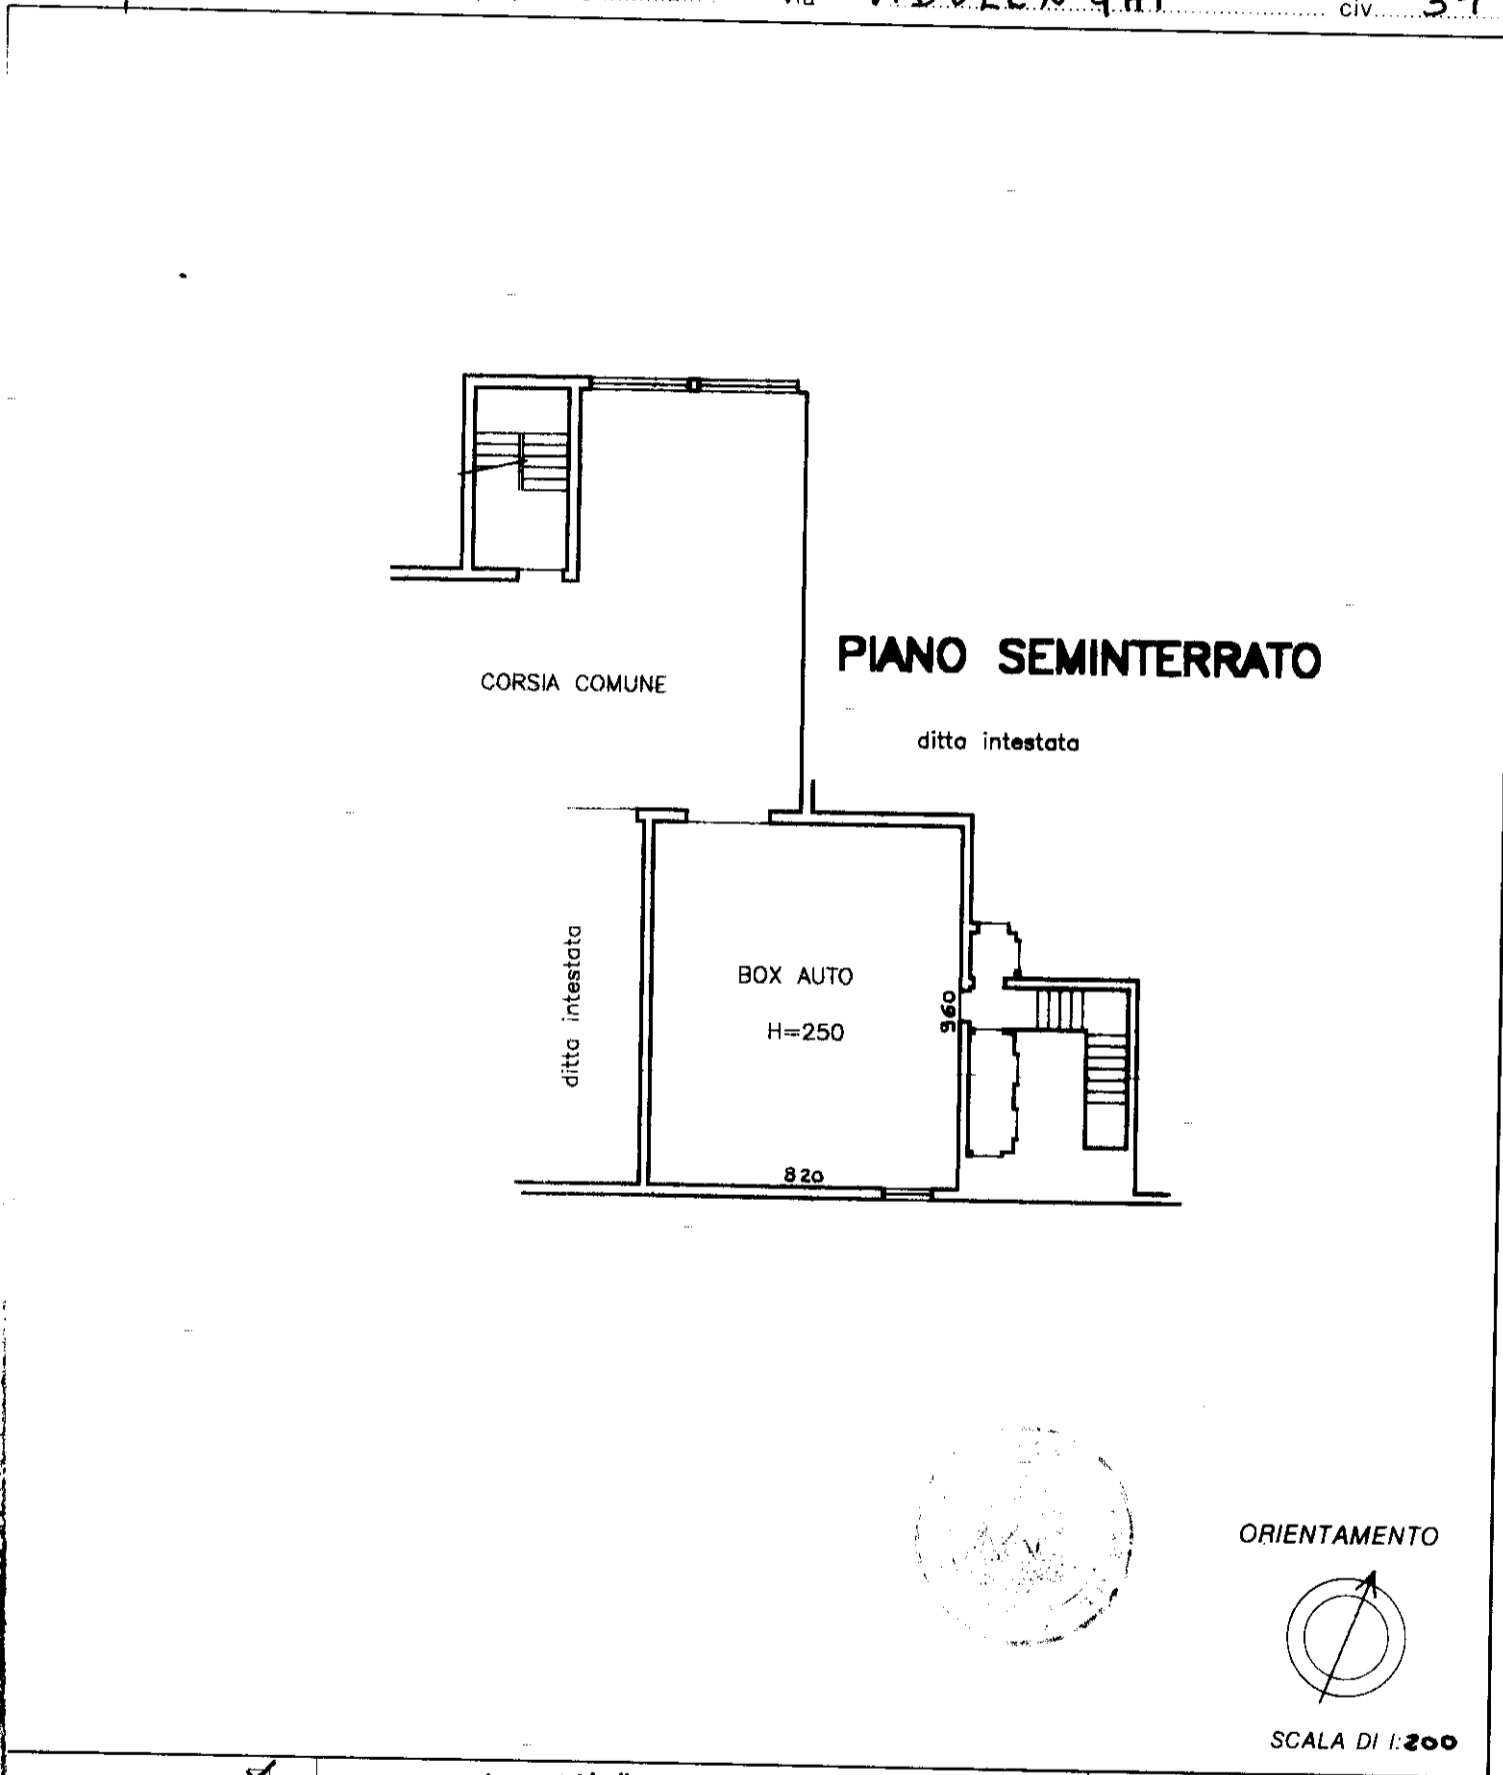 civ.
CORSIA COMUNE
PIANO SEMINTERRATO
ditta intestata
ditta intestata
BOX AUTO
H=250
960
820
ORIENTAMENTO
SCALA DI 1:200